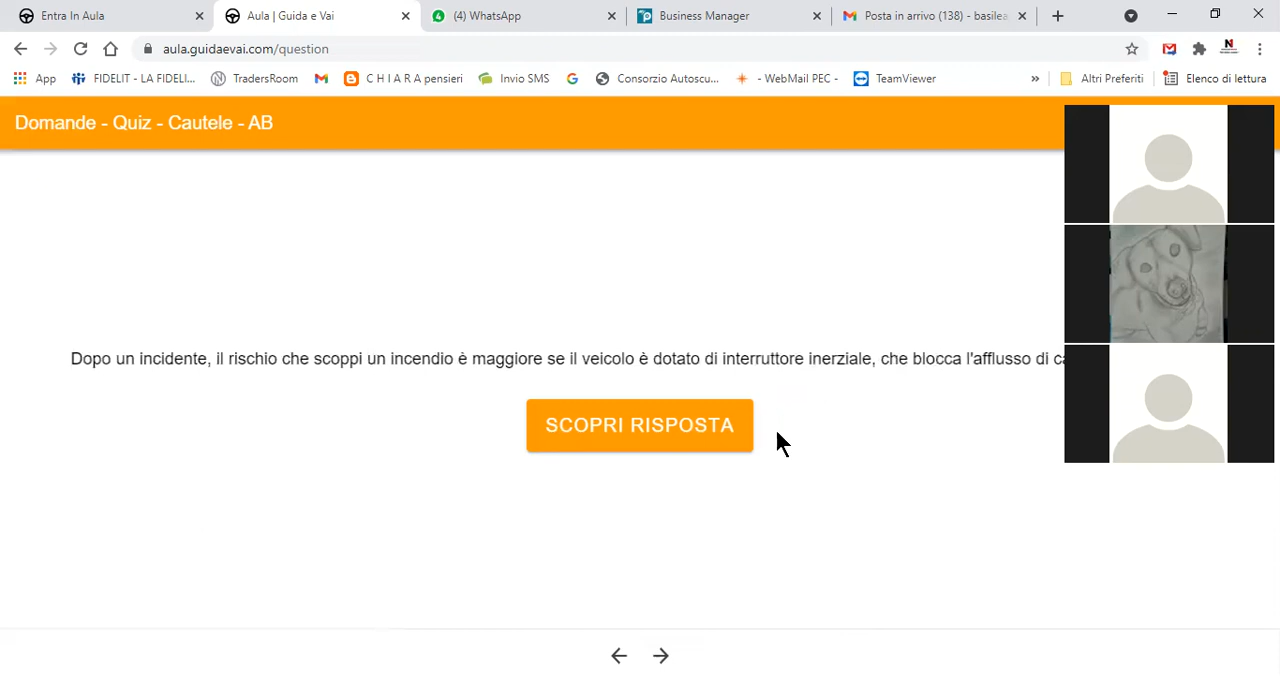 Entra In Aula
Aula | Guida e Vai
(4) WhatsApp
Business Manager
Posta in arrivo (138) - basilea
aula.guidaevai.com/question
App
FIDELIT - LA FIDELI...
TradersRoom
C H I A R A pensieri
Invio SMS
Consorzio Autoscu...
- WebMail PEC -
TeamViewer
»
Altri Preferiti
Elenco di lettura
Domande - Quiz - Cautele - AB
Dopo un incidente, il rischio che scoppi un incendio è maggiore se il veicolo è dotato di interruttore inerziale, che blocca l'afflusso di
SCOPRI RISPOSTA